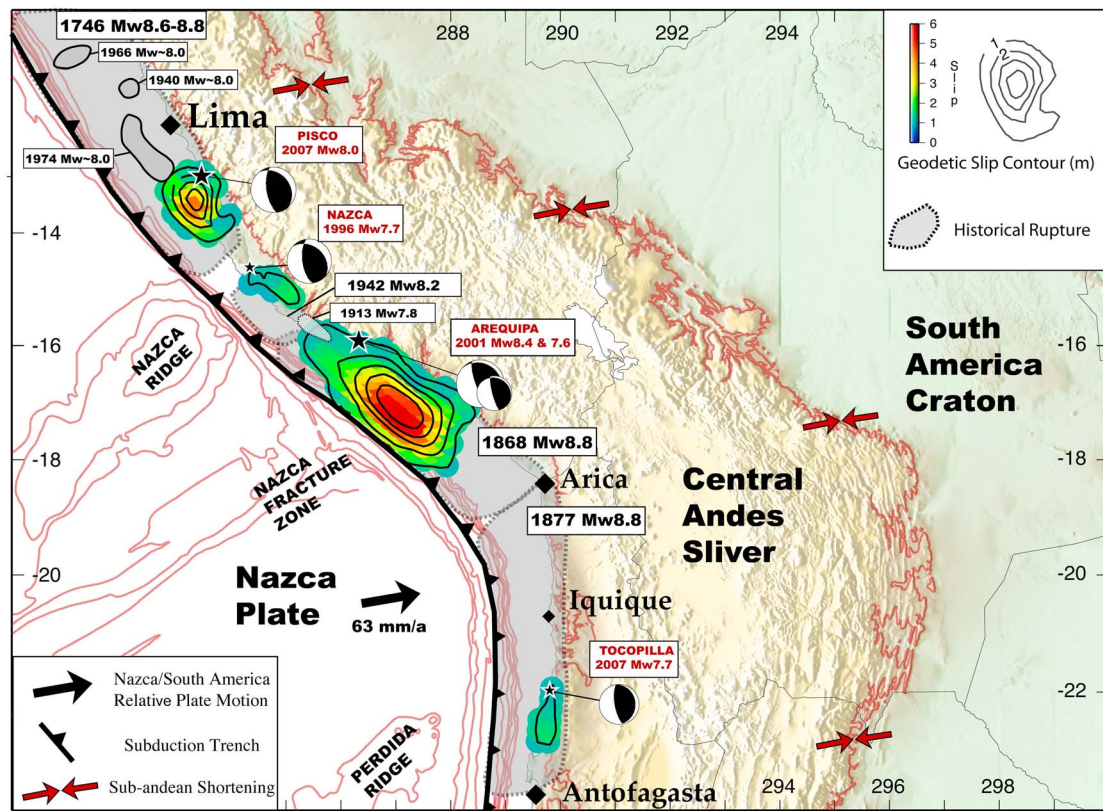 1746 Mw8.6-8.8
1966 Mw~8.0
1940 Mw~8.0
Lima
1974 Mw~8.0
PISCO
2007 Mw8.0
NAZCA
1996 Mw7.7
1942 Mw8.2
1913 Mw7.8
AREQUIPA
2001 Mw8.4 & 7.6
1868 Mw8.8
Arica
1877 Mw8.8
Iquique
TOCOPILLA
2007 Mw7.7
Antofagasta
288
290
294
294
296
298
-14
-16
-18
-20
-22
-16
-18
-20
-22
NAZCA
RIDGE
NAZCA
FRACTURE
ZONE
PERDIDA
RIDGE
Nazca
Plate
63 mm/a
Central
Andes
Sliver
South
America
Craton
6
5
4
3
2
1
0
Slip
1
2
Geodetic Slip Contour (m)
Historical Rupture
Nazca/South America
Relative Plate Motion
Subduction Trench
Sub-andean Shortening